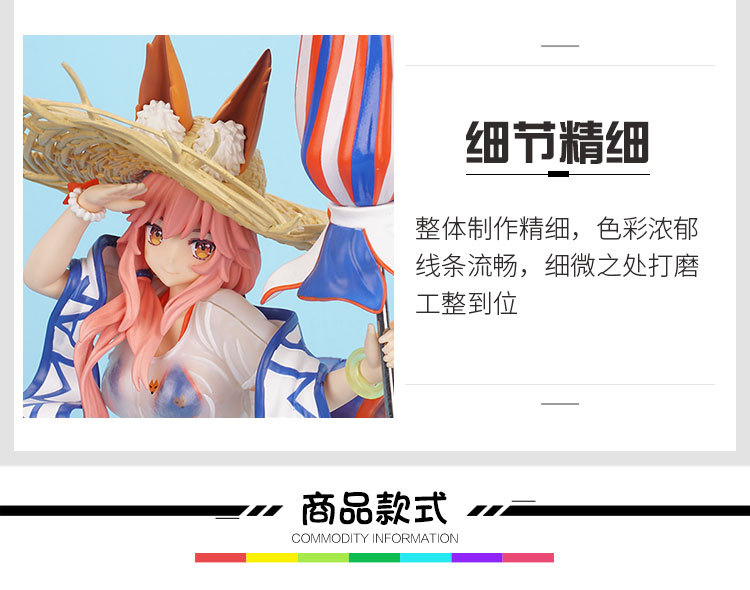 细节精细
整体制作精细，色彩浓郁
线条流畅，细微之处打磨
工整到位
商品款式
COMMODITY INFORMATION